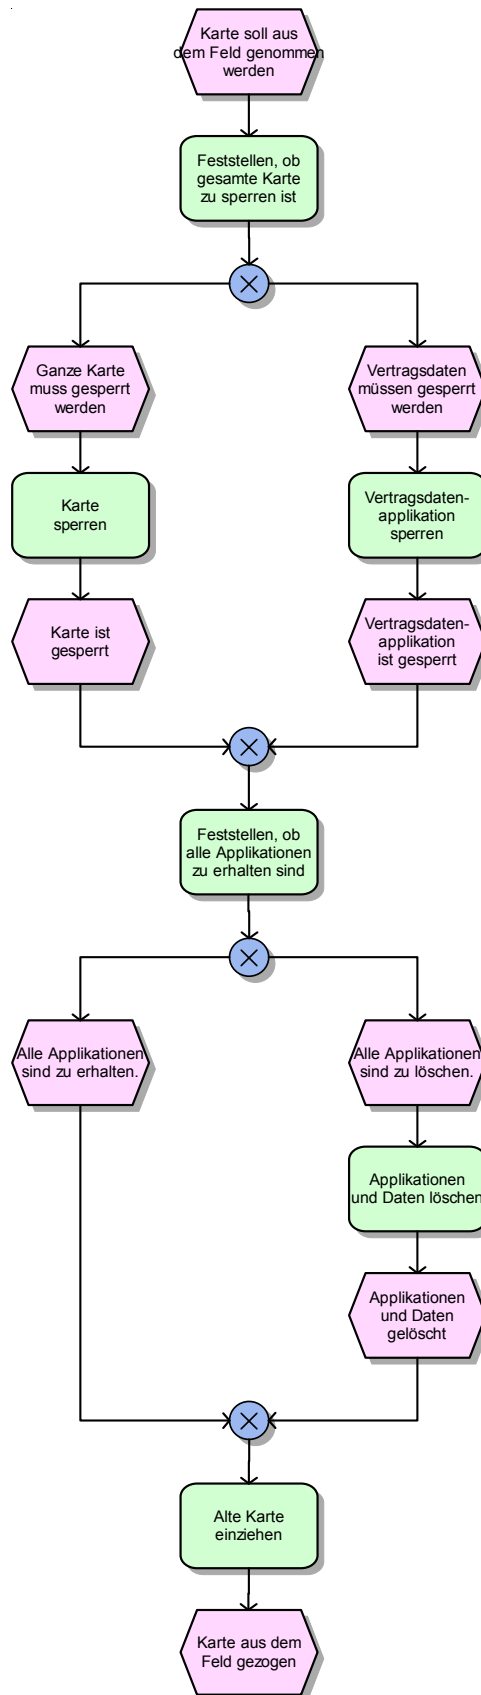 Karte soll aus
dem Feld genommen
werden
Feststellen, ob
gesamte Karte
zu sperren ist
Ganze Karte
muss gesperrt
werden
Vertragsdaten
müssen gesperrt
werden
Karte
sperren
Vertragsdaten-
applikation
sperren
Karte ist
gesperrt
Vertragsdaten-
applikation
ist gesperrt
Feststellen, ob
alle Applikationen
zu erhalten sind
Alle Applikationen
sind zu erhalten.
Alle Applikationen
sind zu löschen.
Applikationen
und Daten löschen
Applikationen
und Daten
gelöscht
Alte Karte
einziehen
Karte aus dem
Feld gezogen